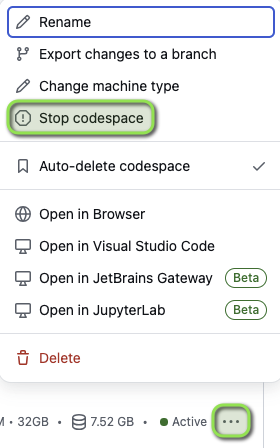 Rename
Export changes to a branch
Change machine type
Stop codespace
Auto-delete codespace
Open in Browser
Open in Visual Studio Code
Open in JetBrains Gateway Beta
Open in JupyterLab Beta
Delete
M • 32GB • 7.52 GB • Active ...